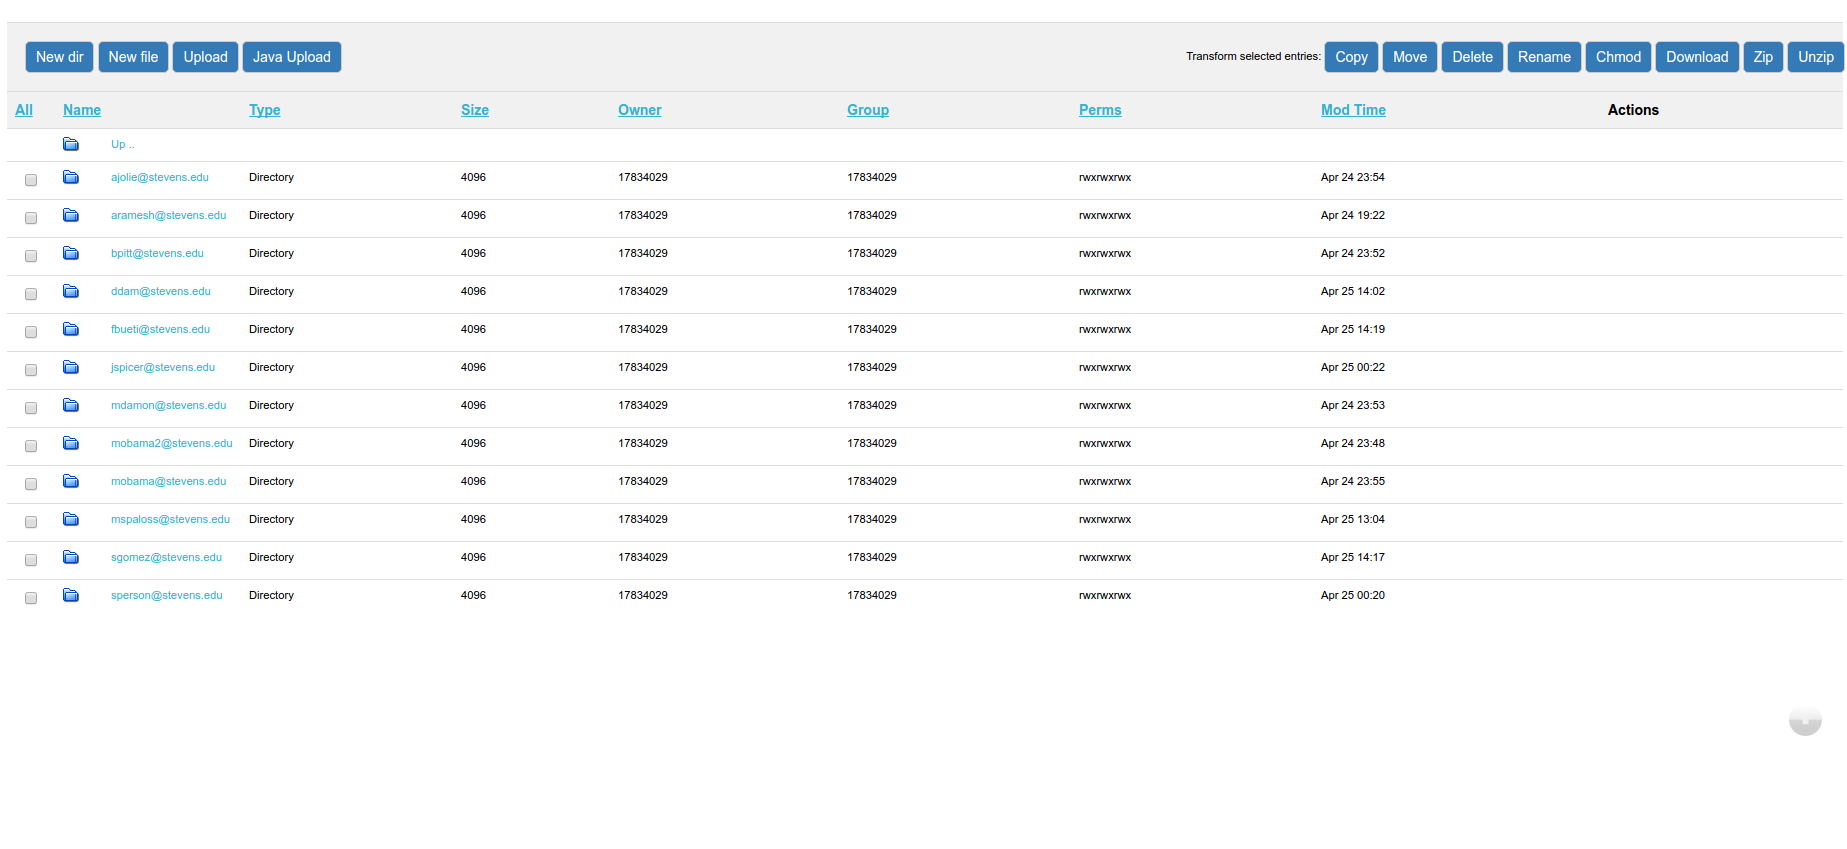 New dir New file Upload Java Upload Transform selected entries: Copy Move Delete Rename Chmod Download Zip Unzip
All Name Type Size Owner Group Perms Mod Time Actions
Up ..
ajolie@stevens.edu Directory 4096 17834029 17834029 rwxrwxrwx Apr 24 23:54
aramesh@stevens.edu Directory 4096 17834029 17834029 rwxrwxrwx Apr 24 19:22
bpitt@stevens.edu Directory 4096 17834029 17834029 rwxrwxrwx Apr 24 23:52
ddam@stevens.edu Directory 4096 17834029 17834029 rwxrwxrwx Apr 25 14:02
fbueti@stevens.edu Directory 4096 17834029 17834029 rwxrwxrwx Apr 25 14:19
jspicer@stevens.edu Directory 4096 17834029 17834029 rwxrwxrwx Apr 25 00:22
mdamon@stevens.edu Directory 4096 17834029 17834029 rwxrwxrwx Apr 24 23:53
mobama2@stevens.edu Directory 4096 17834029 17834029 rwxrwxrwx Apr 24 23:48
mobama@stevens.edu Directory 4096 17834029 17834029 rwxrwxrwx Apr 24 23:55
mspaloss@stevens.edu Directory 4096 17834029 17834029 rwxrwxrwx Apr 25 13:04
sgomez@stevens.edu Directory 4096 17834029 17834029 rwxrwxrwx Apr 25 14:17
sperson@stevens.edu Directory 4096 17834029 17834029 rwxrwxrwx Apr 25 00:20